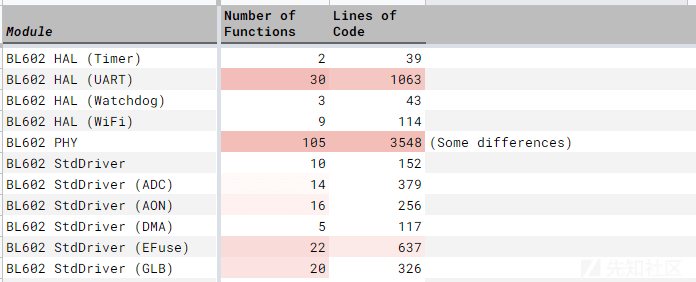 Module Number of Functions Lines of Code
BL602 HAL (Timer) 2 39
BL602 HAL (UART) 30 1063
BL602 HAL (Watchdog) 3 43
BL602 HAL (WiFi) 9 114
BL602 PHY 105 3548 (Some differences)
BL602 StdDriver 10 152
BL602 StdDriver (ADC) 14 379
BL602 StdDriver (AON) 16 256
BL602 StdDriver (DMA) 5 117
BL602 StdDriver (EFuse) 22 637
BL602 StdDriver (GLB) 20 326
先知社区